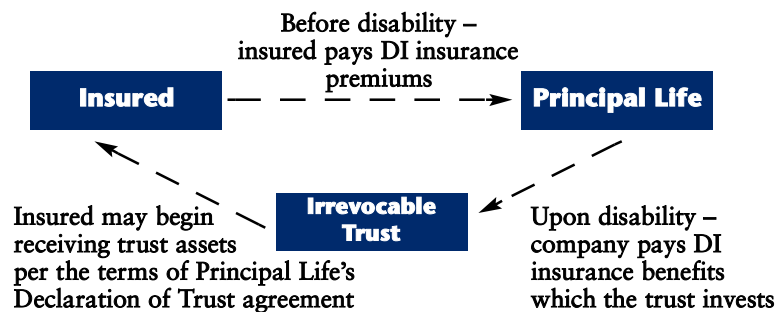 Before disability –
insured pays DI insurance
premiums
Insured
Principal Life
Irrevocable
Trust
Insured may begin
receiving trust assets
per the terms of Principal Life's
Declaration of Trust agreement
Upon disability –
company pays DI
insurance benefits
which the trust invests